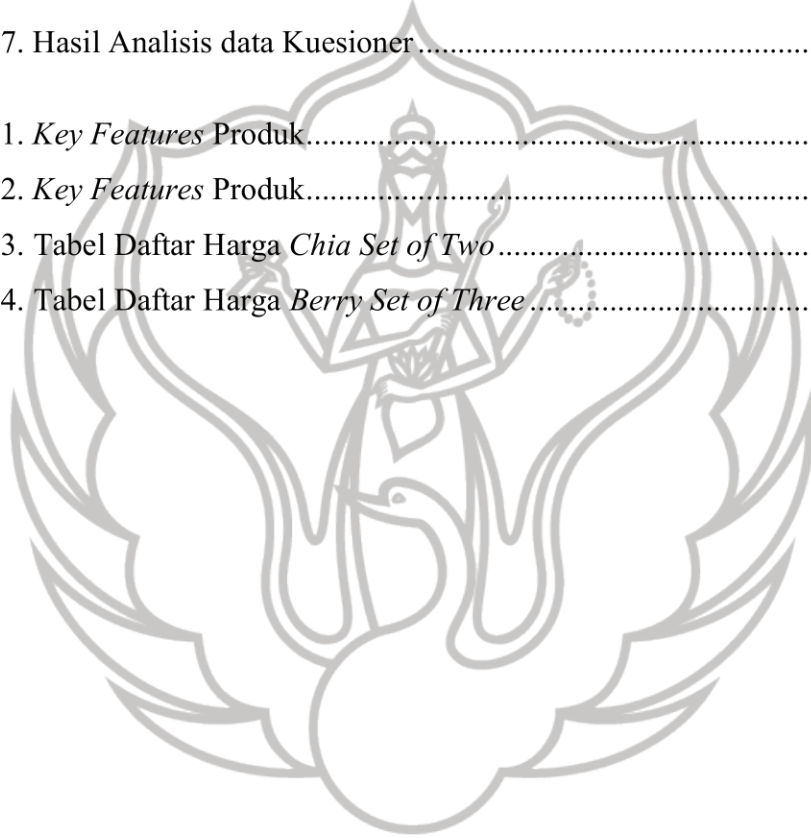 7. Hasil Analisis data Kuesioner.................................................
1. Key Features Produk...............................................................
2. Key Features Produk...............................................................
3. Tabel Daftar Harga Chia Set of Two.......................................
4. Tabel Daftar Harga Berry Set of Three...................................